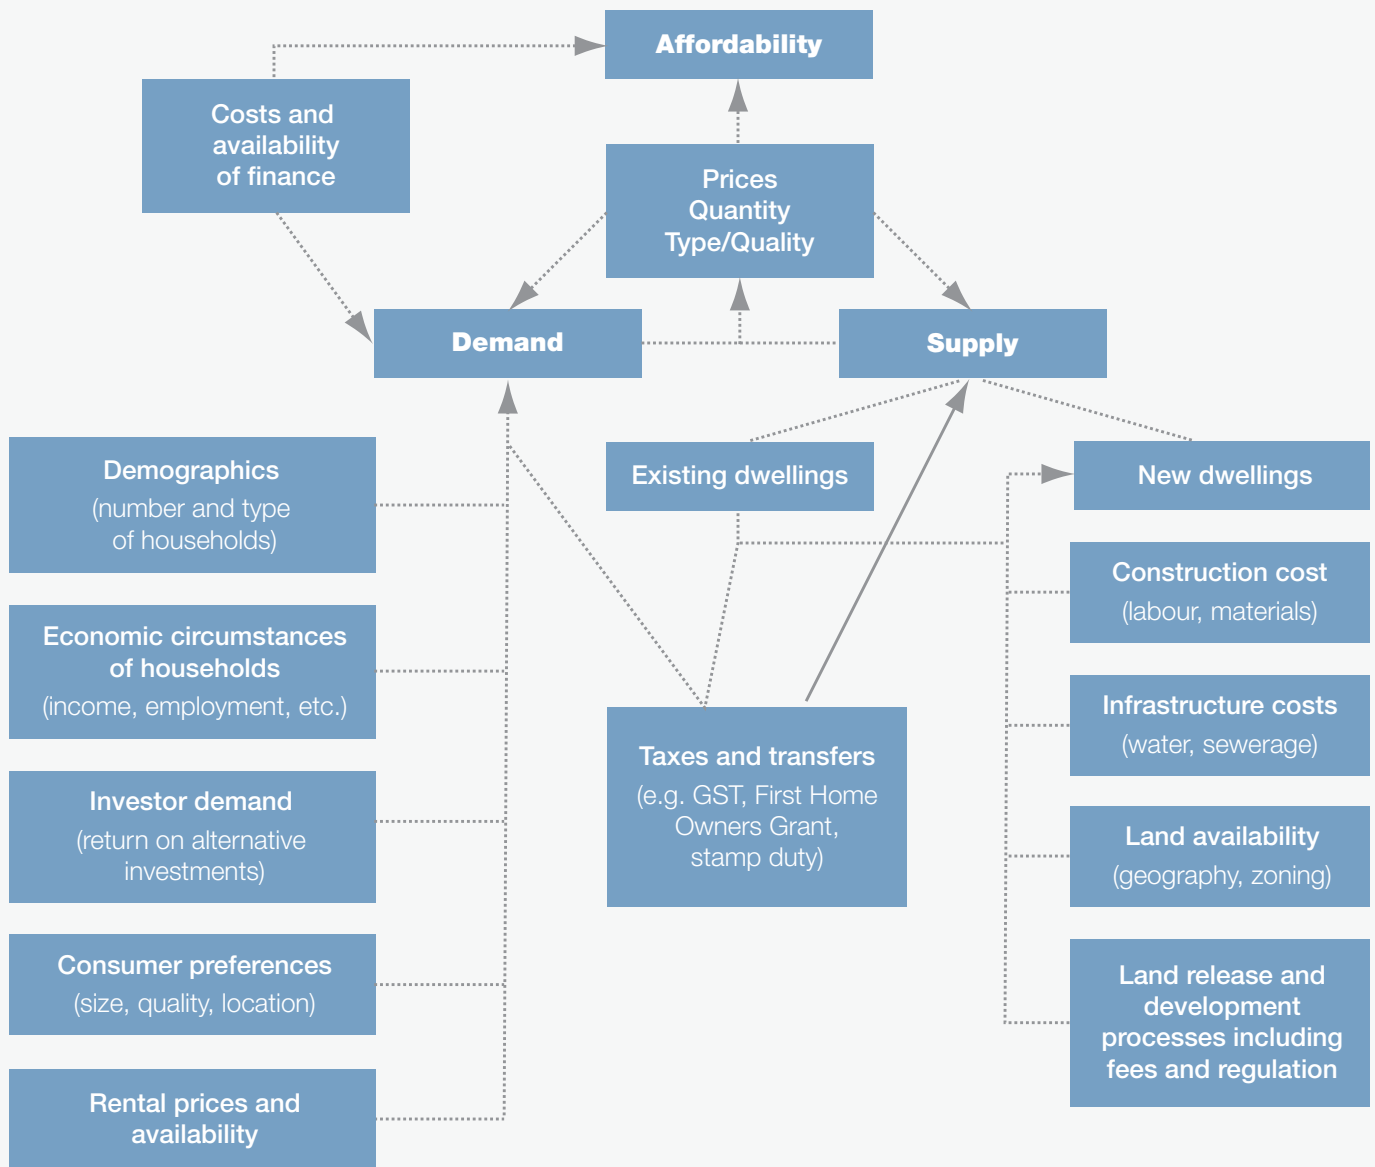 Affordability
Costs and
availability
of finance
Prices
Quantity
Type/Quality
Demand
Supply
Demographics
(number and type
of households)
Existing dwellings
New dwellings
Construction cost
(labour, materials)
Economic circumstances
of households
(income, employment, etc.)
Infrastructure costs
(water, sewerage)
Taxes and transfers
(e.g. GST, First Home
Owners Grant,
stamp duty)
Investor demand
(return on alternative
investments)
Land availability
(geography, zoning)
Consumer preferences
(size, quality, location)
Land release and
development
processes including
fees and regulation
Rental prices and
availability